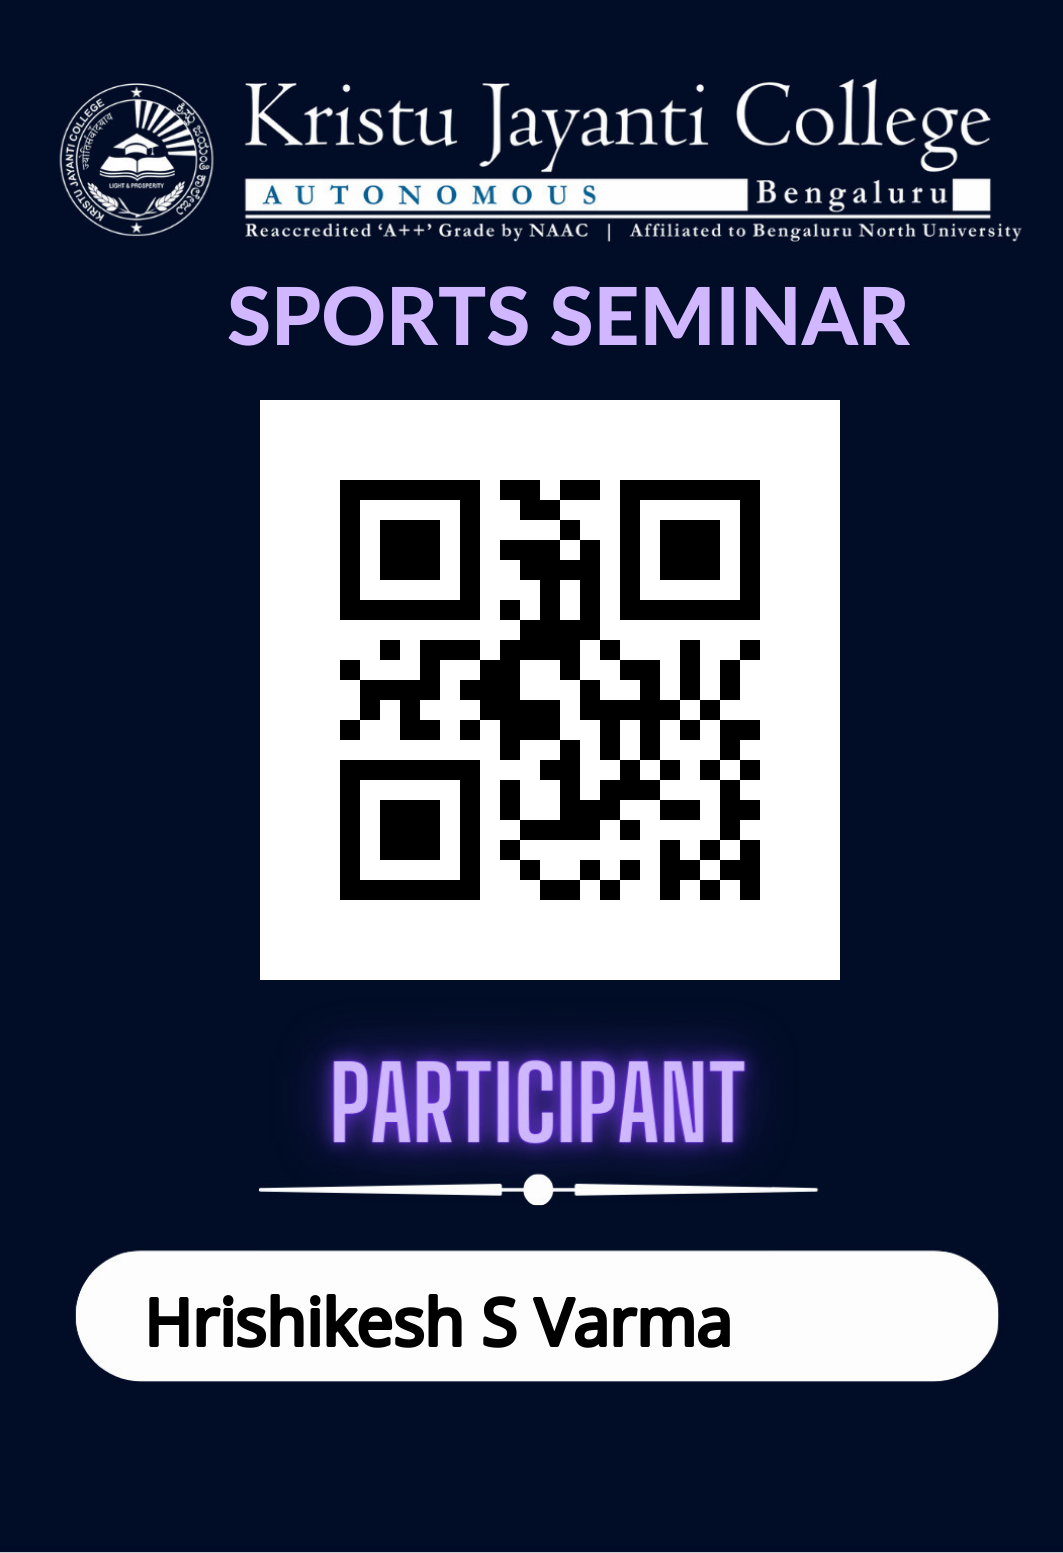 KRISTU JAYANTI COLLEGE
LIGHT & PROSPERITY
Kristu Jayanti College
AUTONOMOUS Bengaluru
Reaccredited ‘A++’ Grade by NAAC | Affiliated to Bengaluru North University
SPORTS SEMINAR
PARTICIPANT
Hrishikesh S Varma